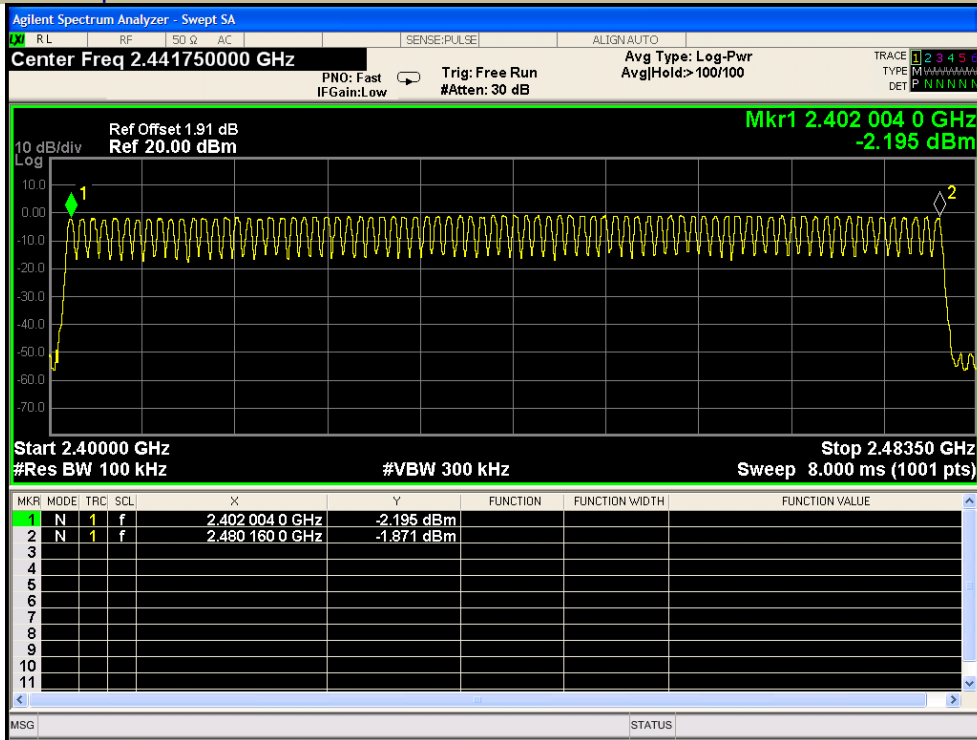 Agilent Spectrum Analyzer - Swept SA
LXI RL RF 50 Ω AC SENSE:PULSE ALIGNAUTO
Center Freq 2.441750000 GHz
PNO: Fast
IFGain:Low
Trig: Free Run
#Atten: 30 dB
Avg Type: Log-Pwr
Avg|Hold:>100/100
TRACE 1 2 3 4 5 6
TYPE M
DET P N N N N N
Mkr1 2.402 004 0 GHz
-2.195 dBm
Ref Offset 1.91 dB
10 dB/div Ref 20.00 dBm
Log
10.0
0.00
-10.0
-20.0
-30.0
-40.0
-50.0
-60.0
-70.0
1
2
Start 2.40000 GHz Stop 2.48350 GHz
#Res BW 100 kHz #VBW 300 kHz Sweep 8.000 ms (1001 pts)
MKR MODE TRC SCL X Y FUNCTION FUNCTION WIDTH FUNCTION VALUE
1 N 1 f 2.402 004 0 GHz -2.195 dBm
2 N 1 f 2.480 160 0 GHz -1.871 dBm
3
4
5
6
7
8
9
10
11
MSG STATUS